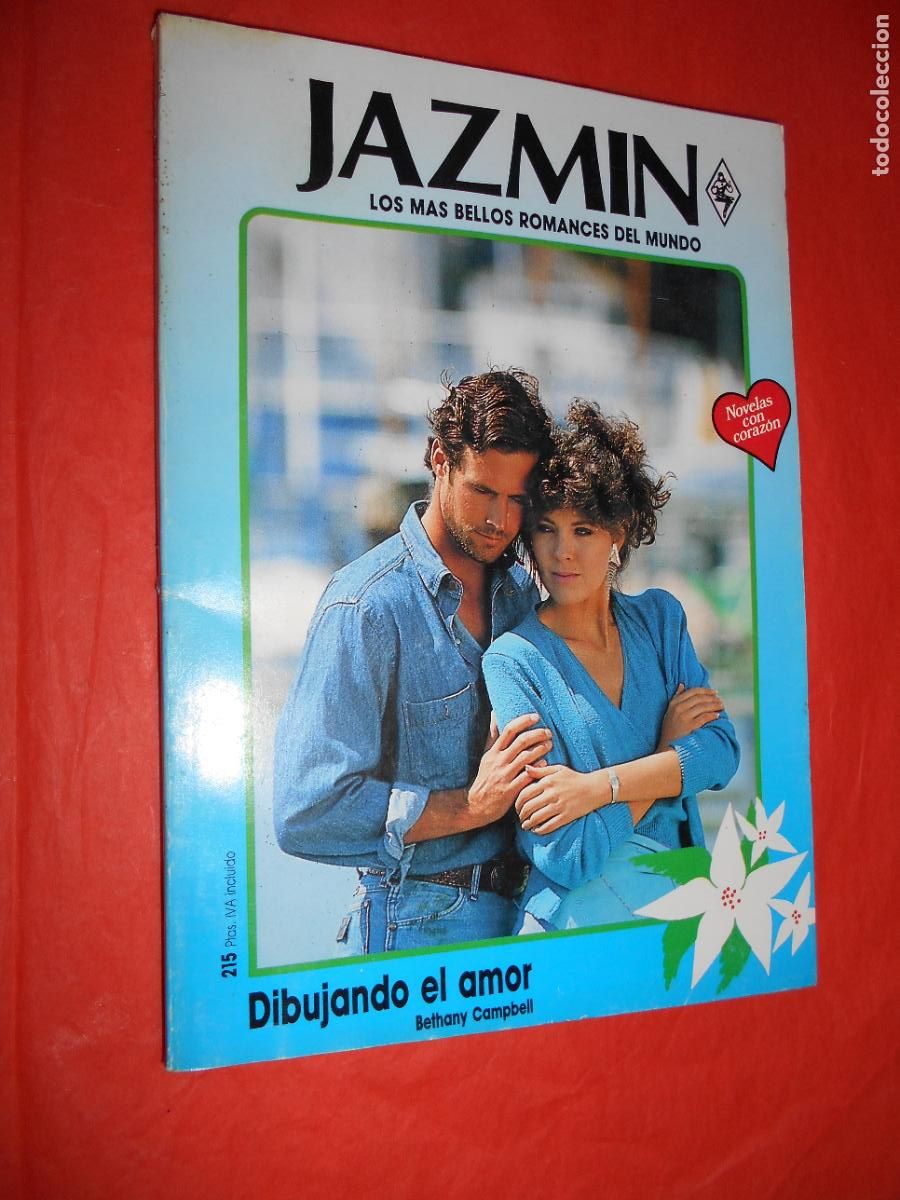 JAZMIN
LOS MAS BELLOS ROMANCES DEL MUNDO
Novelas
con
corazón
215 Ptas. IVA incluido
Dibujando el amor
Bethany Campbell
todocoleccion